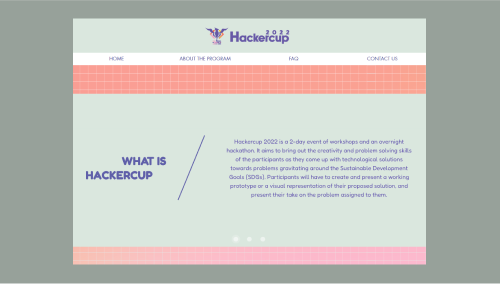 2022
Hackercup
HOME ABOUT THE PROGRAM FAQ CONTACT US
WHAT IS
HACKERCUP
Hackercup 2022 is a 2-day event of workshops and an overnight
hackathon. It aims to bring out the creativity and problem solving skills
of the participants as they come up with technological solutions
towards problems gravitating around the Sustainable Development
Goals (SDGs). Participants will have to create and present a working
prototype or a visual representation of their proposed solution, and
present their take on the problem assigned to them.